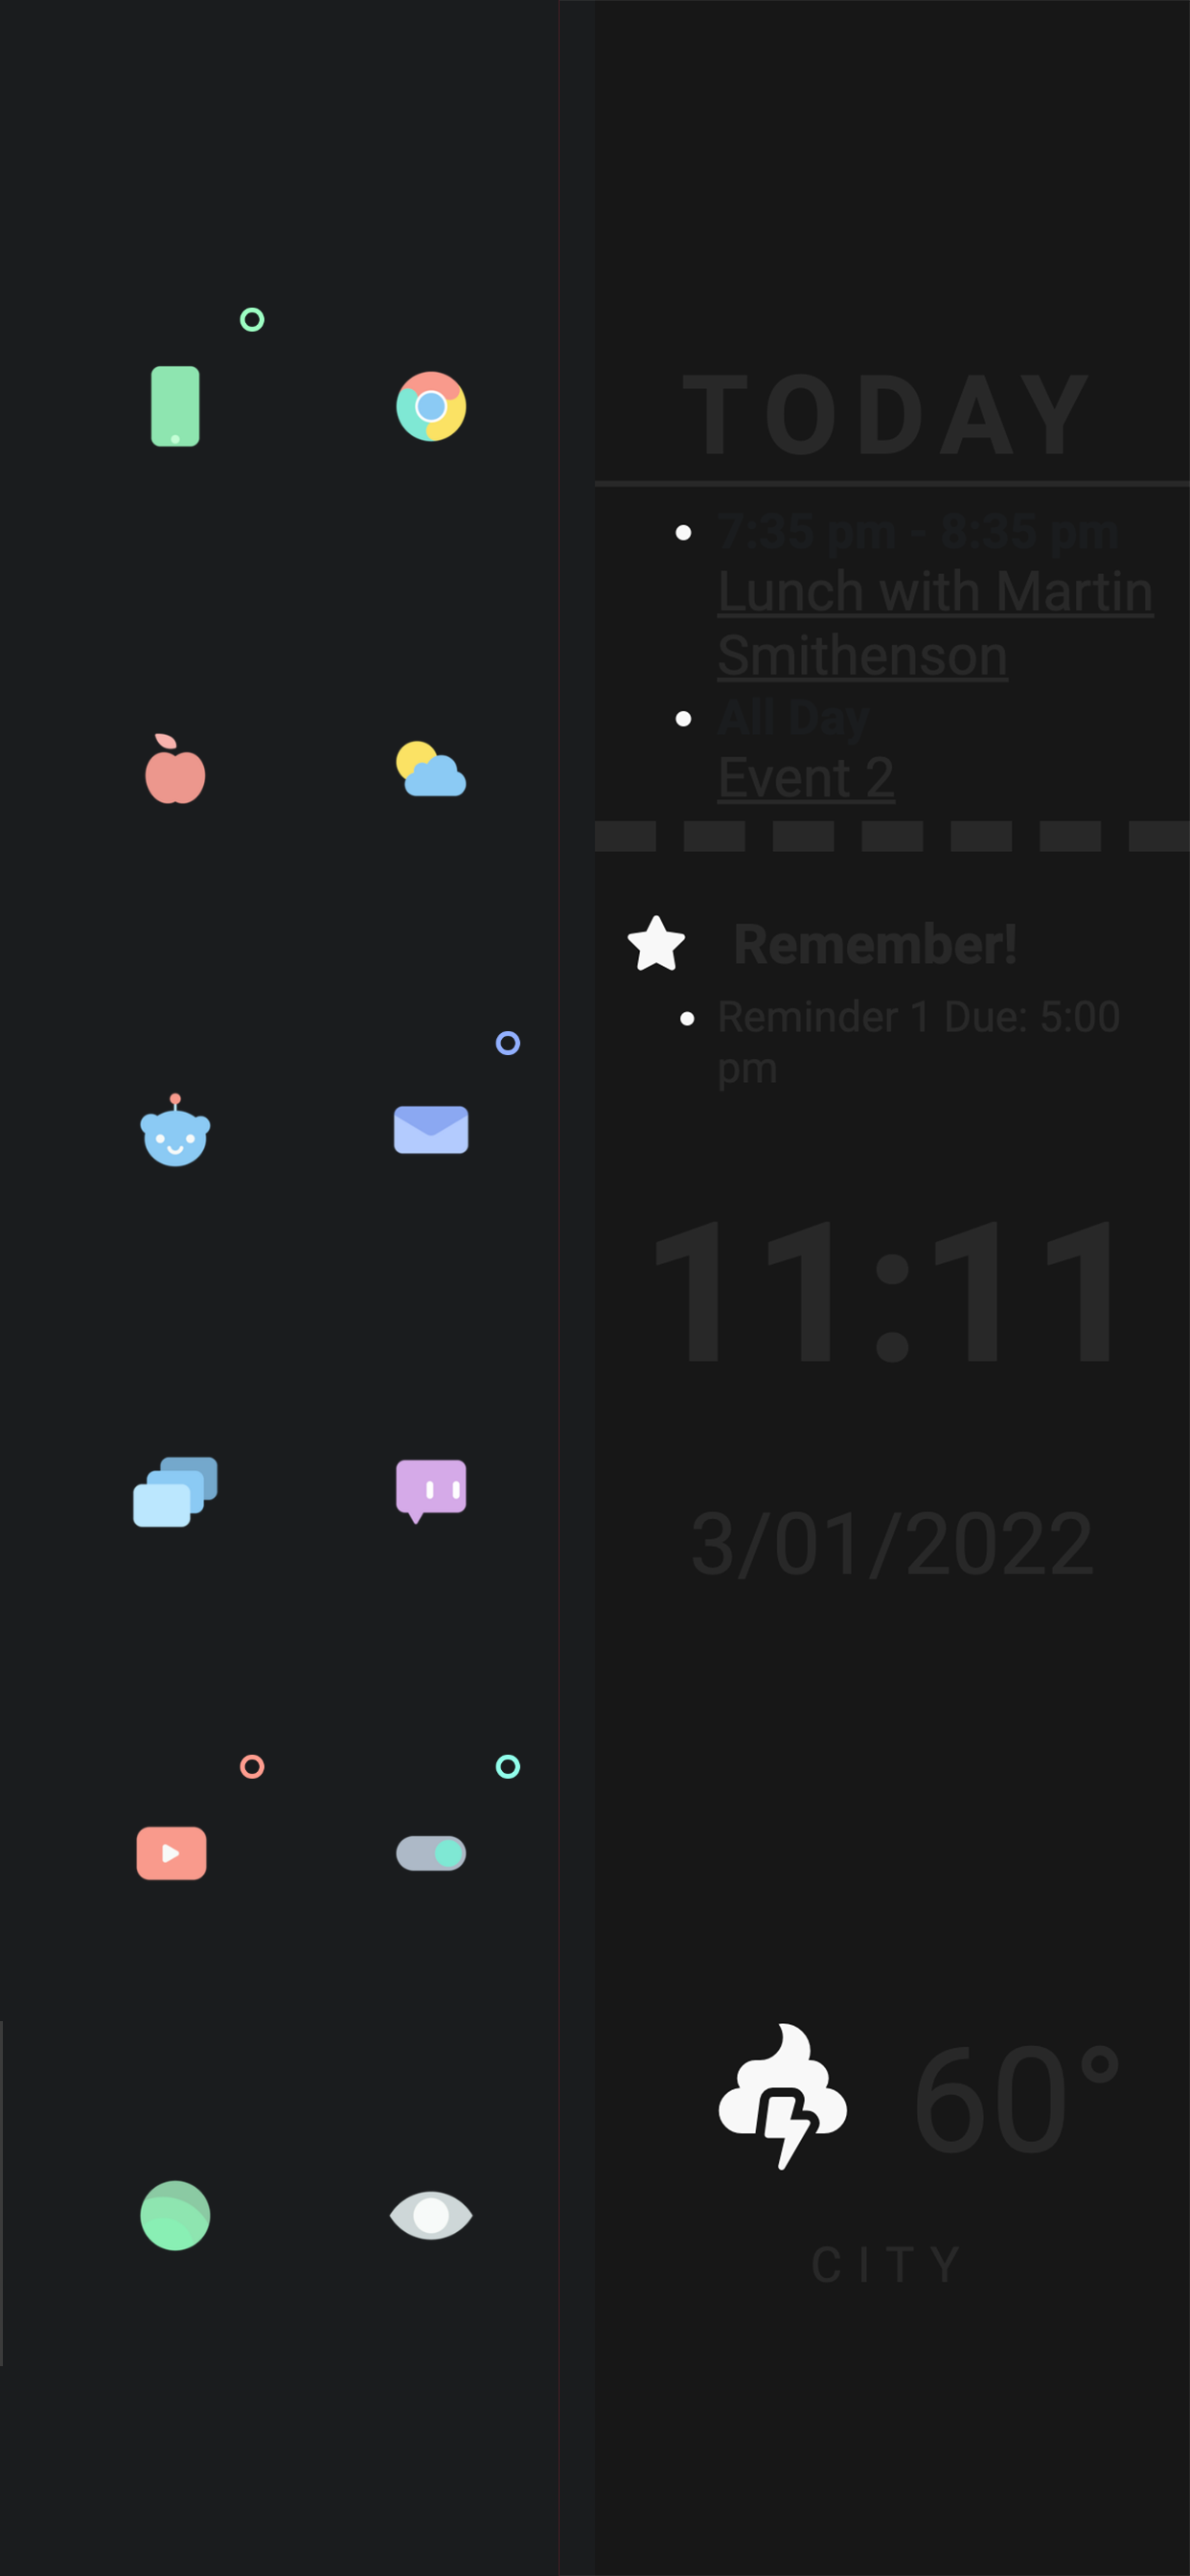 TODAY
7:35 pm - 8:35 pm
Lunch with Martin
Smithenson
All Day
Event 2
Remember!
Reminder 1 Due: 5:00
pm
11:11
3/01/2022
60°
CITY